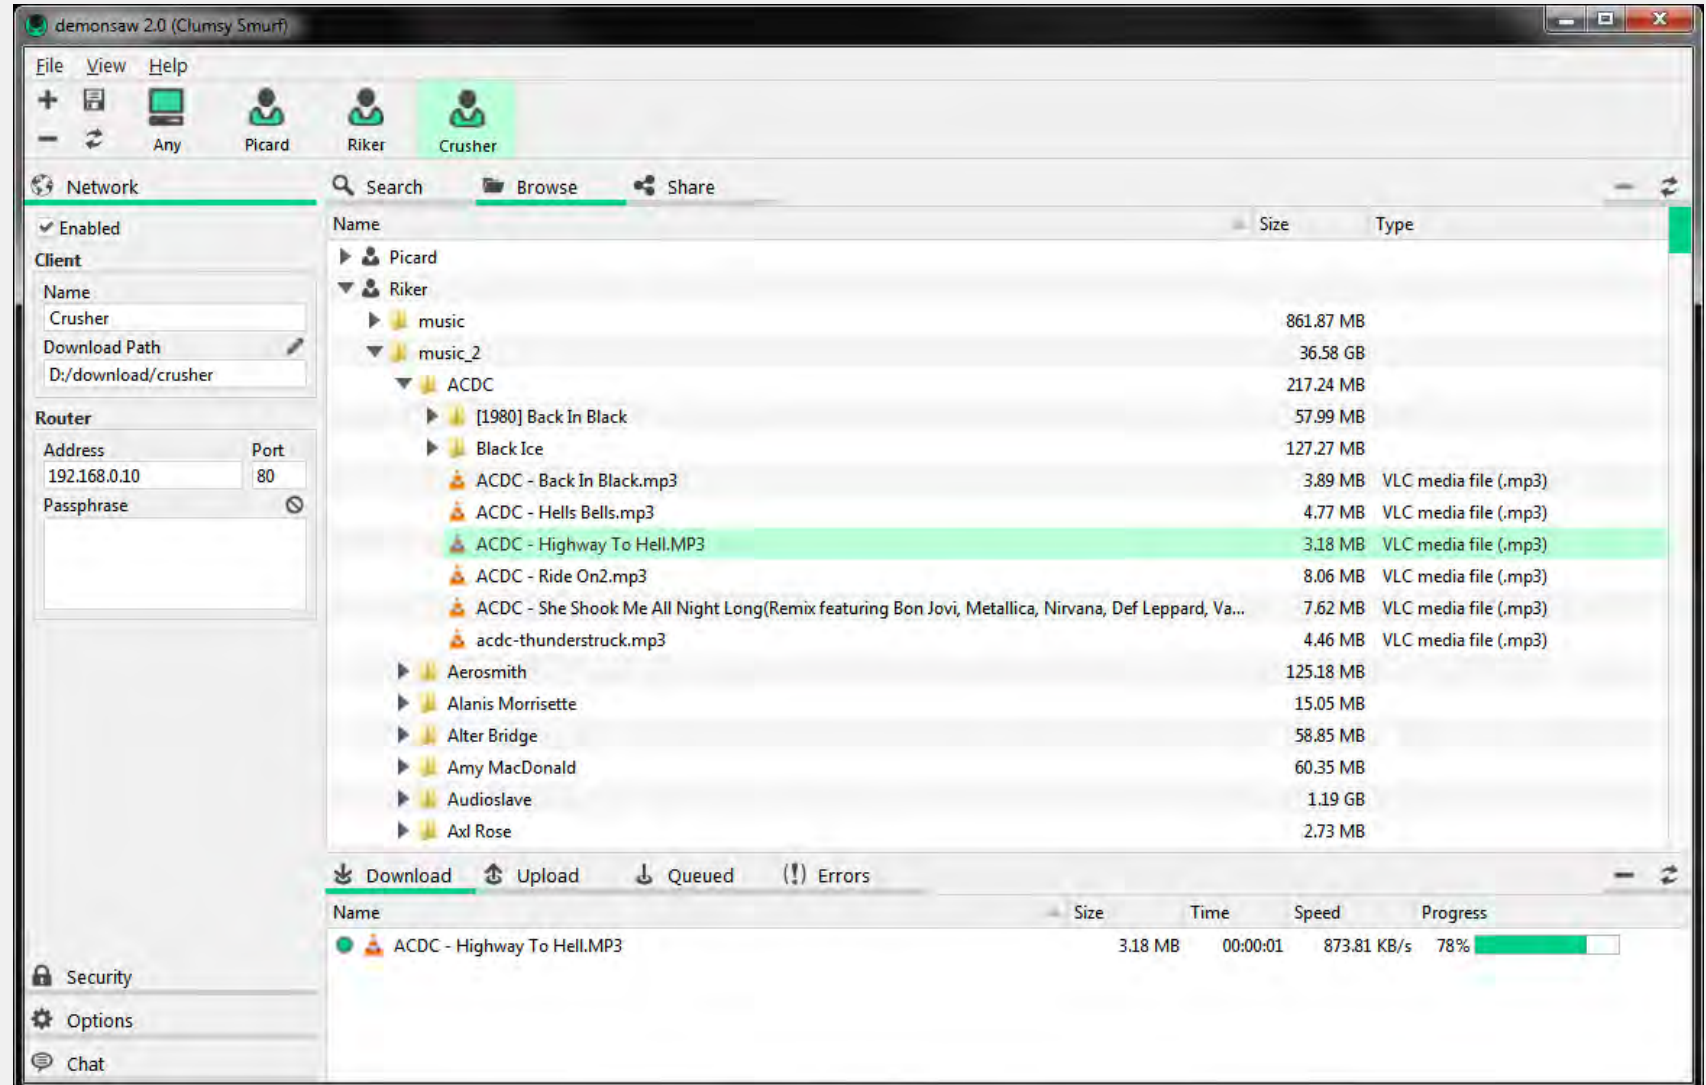 demonsaw 2.0 (Clumsy Smurf)
File View Help
Any Picard Riker Crusher
Network
Enabled
Client
Name
Crusher
Download Path
D:/download/crusher
Router
Address Port
192.168.0.10 80
Passphrase
Security
Options
Chat
Search Browse Share
Name Size Type
Picard
Riker
music 861.87 MB
music_2 36.58 GB
ACDC 217.24 MB
[1980] Back In Black 57.99 MB
Black Ice 127.27 MB
ACDC - Back In Black.mp3 3.89 MB VLC media file (.mp3)
ACDC - Hells Bells.mp3 4.77 MB VLC media file (.mp3)
ACDC - Highway To Hell.MP3 3.18 MB VLC media file (.mp3)
ACDC - Ride On2.mp3 8.06 MB VLC media file (.mp3)
ACDC - She Shook Me All Night Long(Remix featuring Bon Jovi, Metallica, Nirvana, Def Leppard, Va... 7.62 MB VLC media file (.mp3)
acdc-thunderstruck.mp3 4.46 MB VLC media file (.mp3)
Aerosmith 125.18 MB
Alanis Morrisette 15.05 MB
Alter Bridge 58.85 MB
Amy MacDonald 60.35 MB
Audioslave 1.19 GB
Axl Rose 2.73 MB
Download Upload Queued (!) Errors
Name Size Time Speed Progress
ACDC - Highway To Hell.MP3 3.18 MB 00:00:01 873.81 KB/s 78%